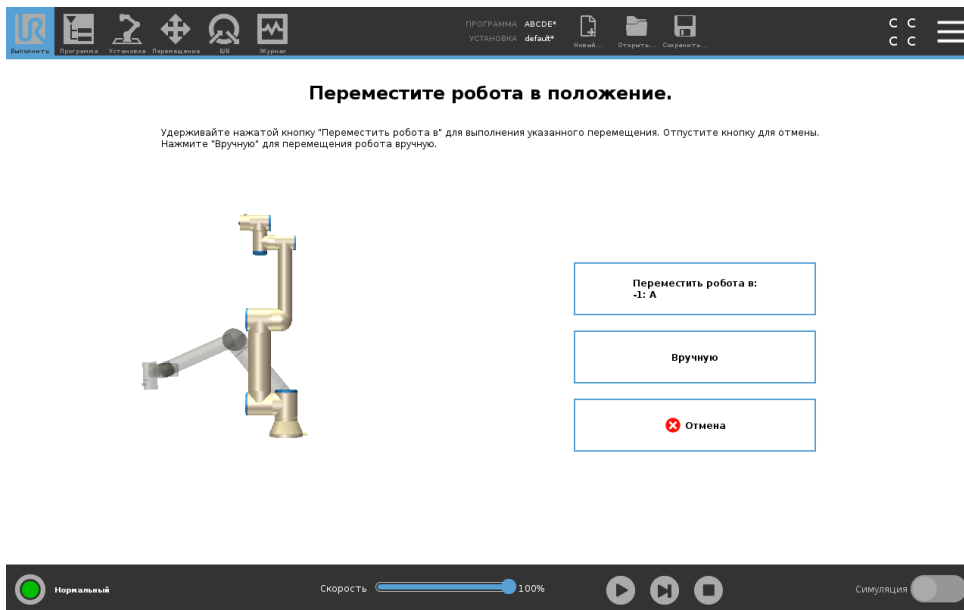 Выполнить
Программа
Установка
Перемещение
В/В
Журнал
ПРОГРАММА ABCDE*
УСТАНОВКА default*
Новый...
Открыть...
Сохранить...
C C
C C
Переместите робота в положение.
Удерживайте нажатой кнопку "Переместить робота в" для выполнения указанного перемещения. Отпустите кнопку для отмены.
Нажмите "Вручную" для перемещения робота вручную.
Переместить робота в:
-1: A
Вручную
Отмена
Нормальный
Скорость
100%
Симуляция